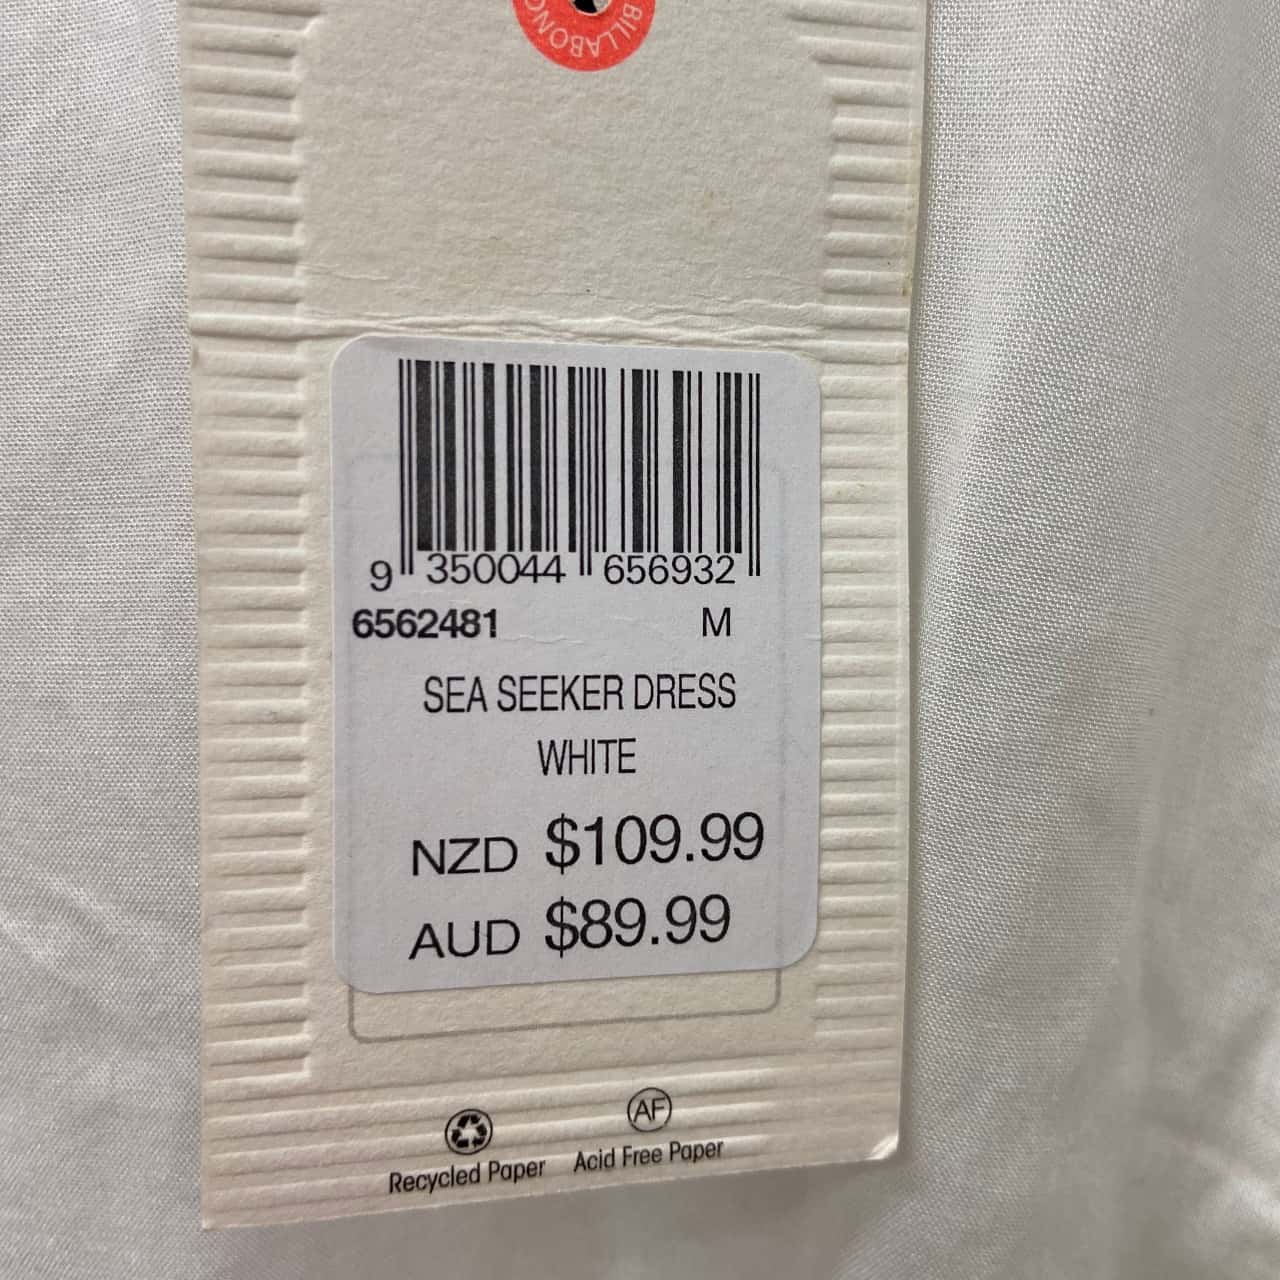 BILLABONG
9 350044 656932
6562481 M
SEA SEEKER DRESS
WHITE
NZD $109.99
AUD $89.99
AF
Recycled Paper Acid Free Paper